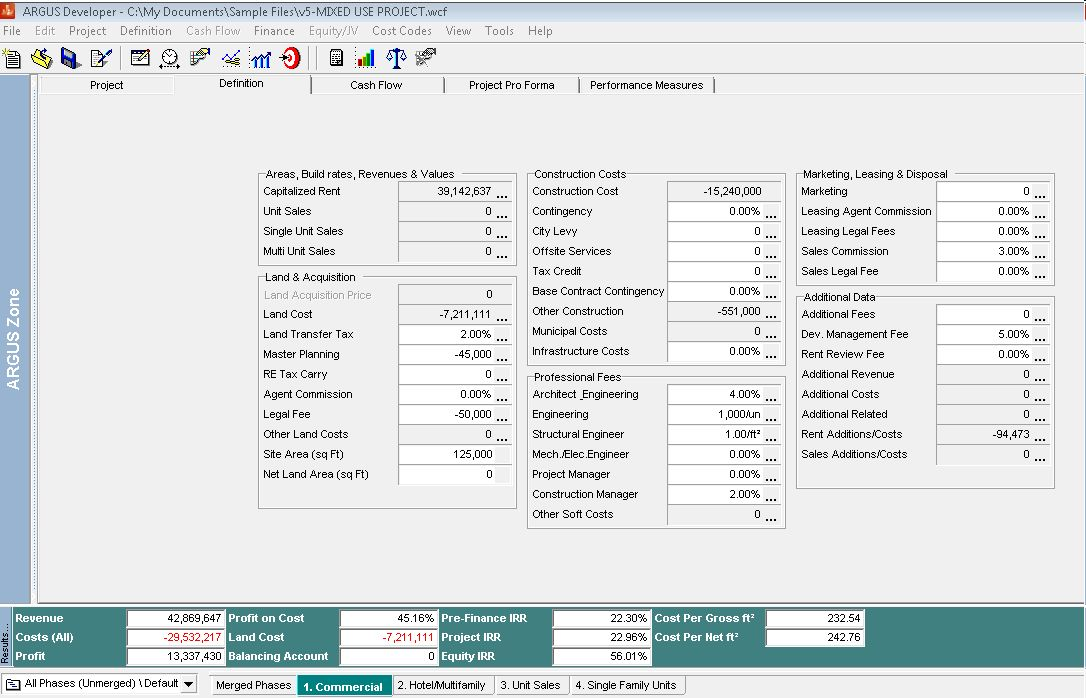 ARGUS Developer - C:\My Documents\Sample Files\v5-MIXED USE PROJECT.wcf
File Edit Project Definition Cash Flow Finance Equity/JV Cost Codes View Tools Help
Project Definition Cash Flow Project Pro Forma Performance Measures
ARGUS Zone
Areas, Build rates, Revenues & Values
Capitalized Rent 39,142,637 ...
Unit Sales 0 ...
Single Unit Sales 0 ...
Multi Unit Sales 0 ...
Land & Acquisition
Land Acquisition Price 0
Land Cost -7,211,111 ...
Land Transfer Tax 2.00% ...
Master Planning -45,000 ...
RE Tax Carry 0 ...
Agent Commission 0.00% ...
Legal Fee -50,000 ...
Other Land Costs 0 ...
Site Area (sq Ft) 125,000
Net Land Area (sq Ft) 0
Construction Costs
Construction Cost -15,240,000
Contingency 0.00% ...
City Levy 0 ...
Offsite Services 0 ...
Tax Credit 0 ...
Base Contract Contingency 0.00% ...
Other Construction -551,000 ...
Municipal Costs 0 ...
Infrastructure Costs 0.00% ...
Professional Fees
Architect _Engineering 4.00% ...
Engineering 1,000/un ...
Structural Engineer 1.00/ft² ...
Mech./Elec.Engineer 0.00% ...
Project Manager 0.00% ...
Construction Manager 2.00% ...
Other Soft Costs 0 ...
Marketing, Leasing & Disposal
Marketing 0 ...
Leasing Agent Commission 0.00% ...
Leasing Legal Fees 0.00% ...
Sales Commission 3.00% ...
Sales Legal Fee 0.00% ...
Additional Data
Additional Fees 0 ...
Dev. Management Fee 5.00% ...
Rent Review Fee 0.00% ...
Additional Revenue 0 ...
Additional Costs 0 ...
Additional Related 0 ...
Rent Additions/Costs -94,473 ...
Sales Additions/Costs 0 ...
Results...
Revenue 42,869,647 Profit on Cost 45.16% Pre-Finance IRR 22.30% Cost Per Gross ft² 232.54
Costs (All) -29,532,217 Land Cost -7,211,111 Project IRR 22.96% Cost Per Net ft² 242.76
Profit 13,337,430 Balancing Account 0 Equity IRR 56.01%
All Phases (Unmerged) \ Default Merged Phases 1. Commercial 2. Hotel/Multifamily 3. Unit Sales 4. Single Family Units